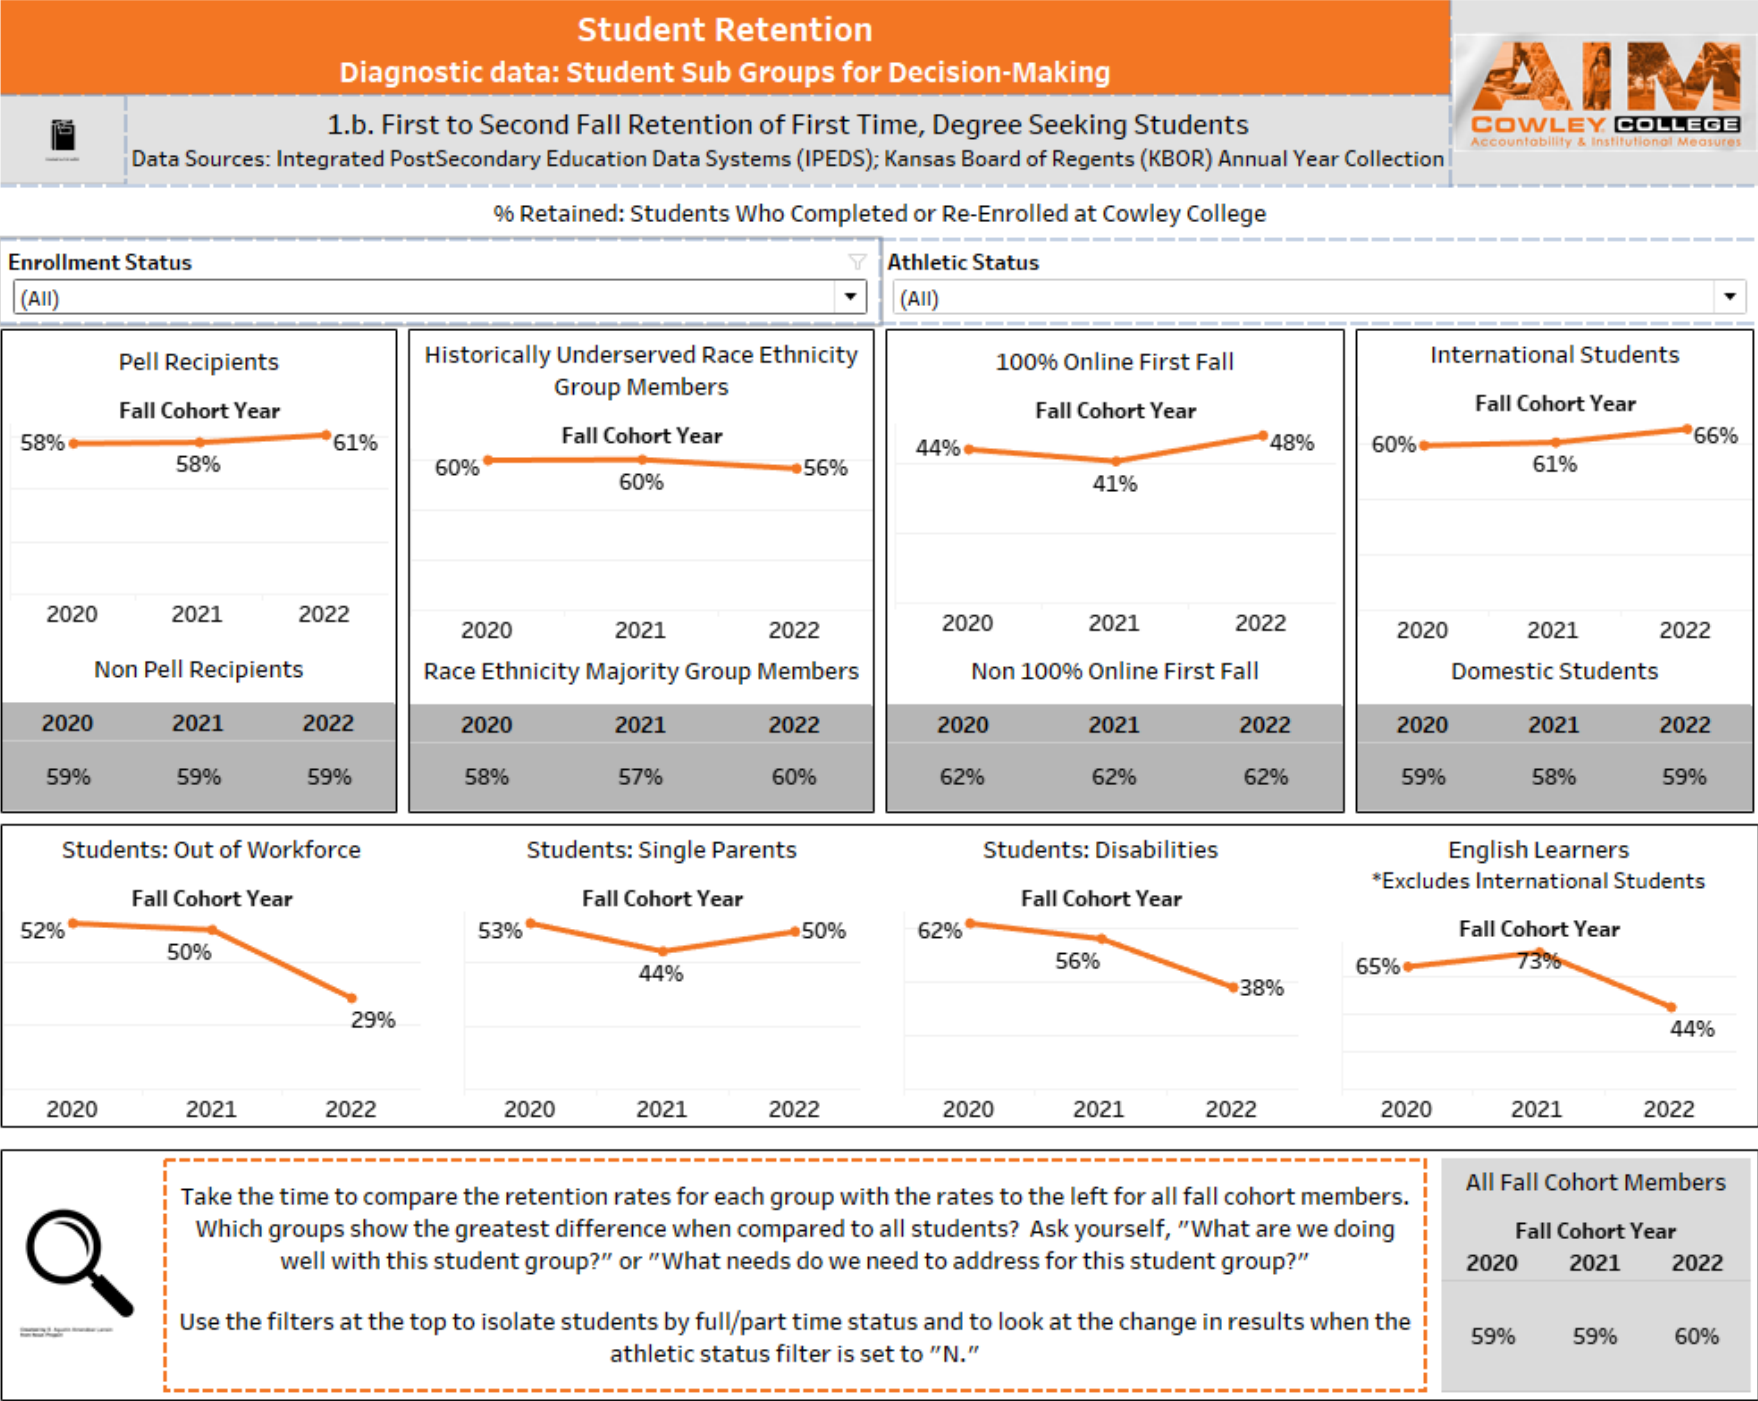 Student Retention
Diagnostic data: Student Sub Groups for Decision-Making
AIM
COWLEY COLLEGE
Accountability & Institutional Measures
1.b. First to Second Fall Retention of First Time, Degree Seeking Students
Data Sources: Integrated PostSecondary Education Data Systems (IPEDS); Kansas Board of Regents (KBOR) Annual Year Collection
% Retained: Students Who Completed or Re-Enrolled at Cowley College
Enrollment Status
(All)
Athletic Status
(All)
Pell Recipients
Fall Cohort Year
58%
58%
61%
2020 2021 2022
Non Pell Recipients
2020 2021 2022
59% 59% 59%
Historically Underserved Race Ethnicity
Group Members
Fall Cohort Year
60%
60%
56%
2020 2021 2022
Race Ethnicity Majority Group Members
2020 2021 2022
58% 57% 60%
100% Online First Fall
Fall Cohort Year
44%
41%
48%
2020 2021 2022
Non 100% Online First Fall
2020 2021 2022
62% 62% 62%
International Students
Fall Cohort Year
60%
61%
66%
2020 2021 2022
Domestic Students
2020 2021 2022
59% 58% 59%
Students: Out of Workforce
Fall Cohort Year
52%
50%
29%
2020 2021 2022
Students: Single Parents
Fall Cohort Year
53%
44%
50%
2020 2021 2022
Students: Disabilities
Fall Cohort Year
62%
56%
38%
2020 2021 2022
English Learners
*Excludes International Students
Fall Cohort Year
65%
73%
44%
2020 2021 2022
Take the time to compare the retention rates for each group with the rates to the left for all fall cohort members.
Which groups show the greatest difference when compared to all students? Ask yourself, "What are we doing
well with this student group?" or "What needs do we need to address for this student group?"
Use the filters at the top to isolate students by full/part time status and to look at the change in results when the
athletic status filter is set to "N."
All Fall Cohort Members
Fall Cohort Year
2020 2021 2022
59% 59% 60%